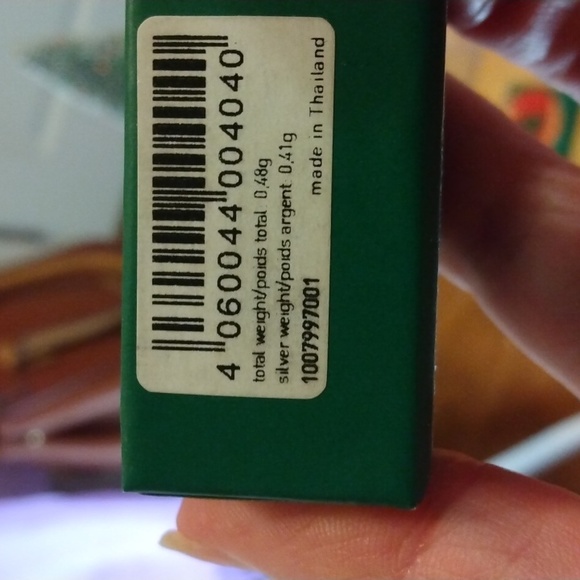 4 060044 004040
total weight/poids total 0,48g
silver weight/poids argent 0,41g
1007997001 made in Thailand